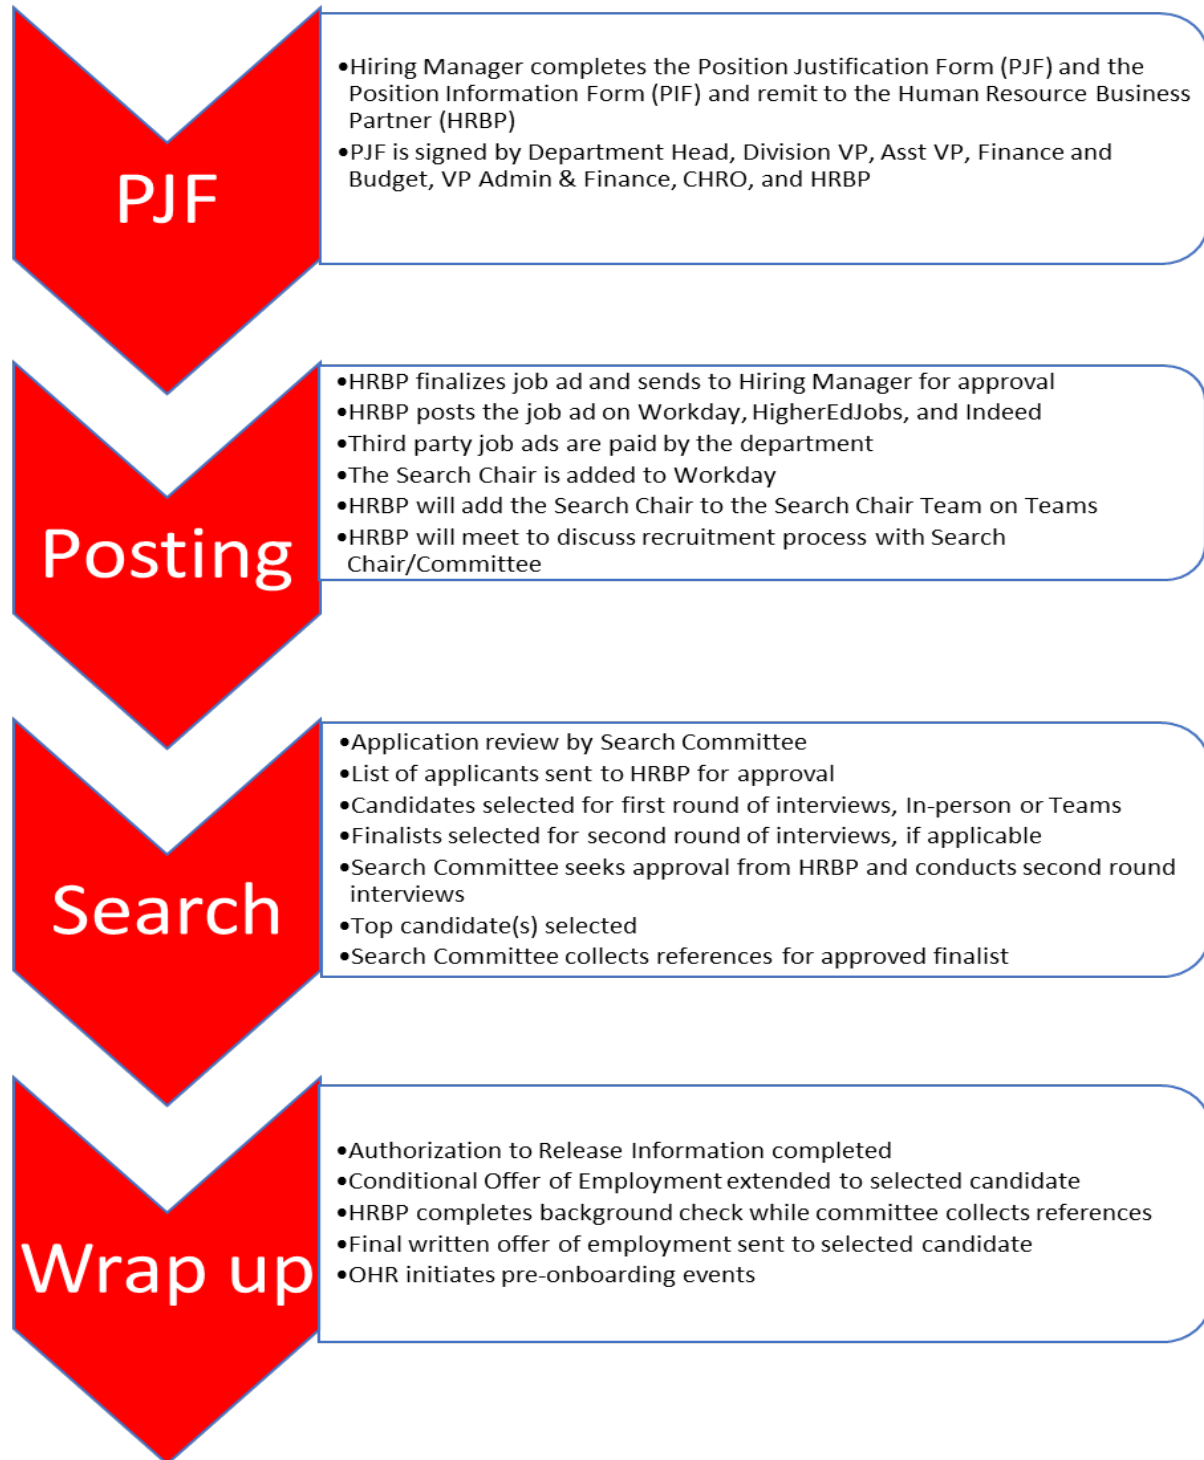 PJF
•Hiring Manager completes the Position Justification Form (PJF) and the
Position Information Form (PIF) and remit to the Human Resource Business
Partner (HRBP)
•PJF is signed by Department Head, Division VP, Asst VP, Finance and
Budget, VP Admin & Finance, CHRO, and HRBP
Posting
•HRBP finalizes job ad and sends to Hiring Manager for approval
•HRBP posts the job ad on Workday, HigherEdJobs, and Indeed
•Third party job ads are paid by the department
•The Search Chair is added to Workday
•HRBP will add the Search Chair to the Search Chair Team on Teams
•HRBP will meet to discuss recruitment process with Search
Chair/Committee
Search
•Application review by Search Committee
•List of applicants sent to HRBP for approval
•Candidates selected for first round of interviews, In-person or Teams
•Finalists selected for second round of interviews, if applicable
•Search Committee seeks approval from HRBP and conducts second round
interviews
•Top candidate(s) selected
•Search Committee collects references for approved finalist
Wrap up
•Authorization to Release Information completed
•Conditional Offer of Employment extended to selected candidate
•HRBP completes background check while committee collects references
•Final written offer of employment sent to selected candidate
•OHR initiates pre-onboarding events